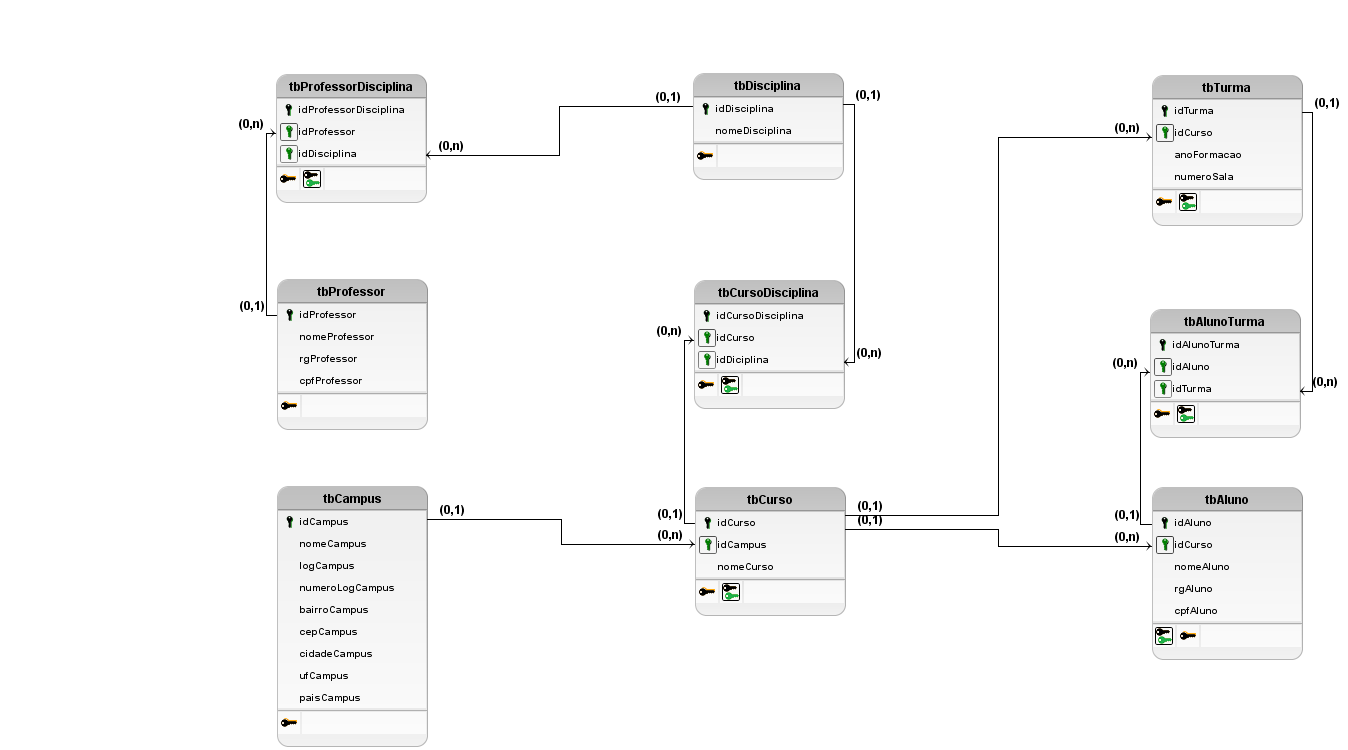 tbProfessorDisciplina
idProfessorDisciplina
idProfessor
idDisciplina
(0,n)
(0,n)
(0,1)
tbDisciplina
idDisciplina
nomeDisciplina
(0,1)
(0,n)
tbTurma
idTurma
idCurso
anoFormacao
numeroSala
(0,1)
(0,1)
tbProfessor
idProfessor
nomeProfessor
rgProfessor
cpfProfessor
tbCursoDisciplina
idCursoDisciplina
idCurso
idDiciplina
(0,n)
(0,n)
tbAlunoTurma
idAlunoTurma
idAluno
idTurma
(0,n)
(0,n)
tbCampus
idCampus
nomeCampus
logCampus
numeroLogCampus
bairroCampus
cepCampus
cidadeCampus
ufCampus
paisCampus
(0,1)
(0,1)
(0,n)
tbCurso
idCurso
idCampus
nomeCurso
(0,1)
(0,1)
(0,1)
(0,n)
tbAluno
idAluno
idCurso
nomeAluno
rgAluno
cpfAluno